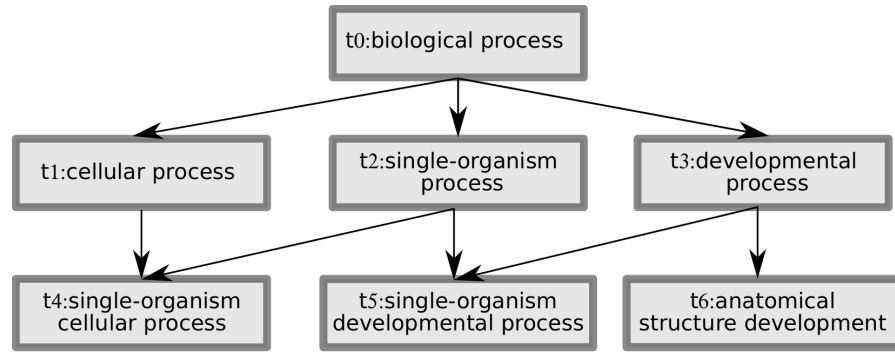 t0:biological process
t1:cellular process
t2:single-organism
process
t3:developmental
process
t4:single-organism
cellular process
t5:single-organism
developmental process
t6:anatomical
structure development